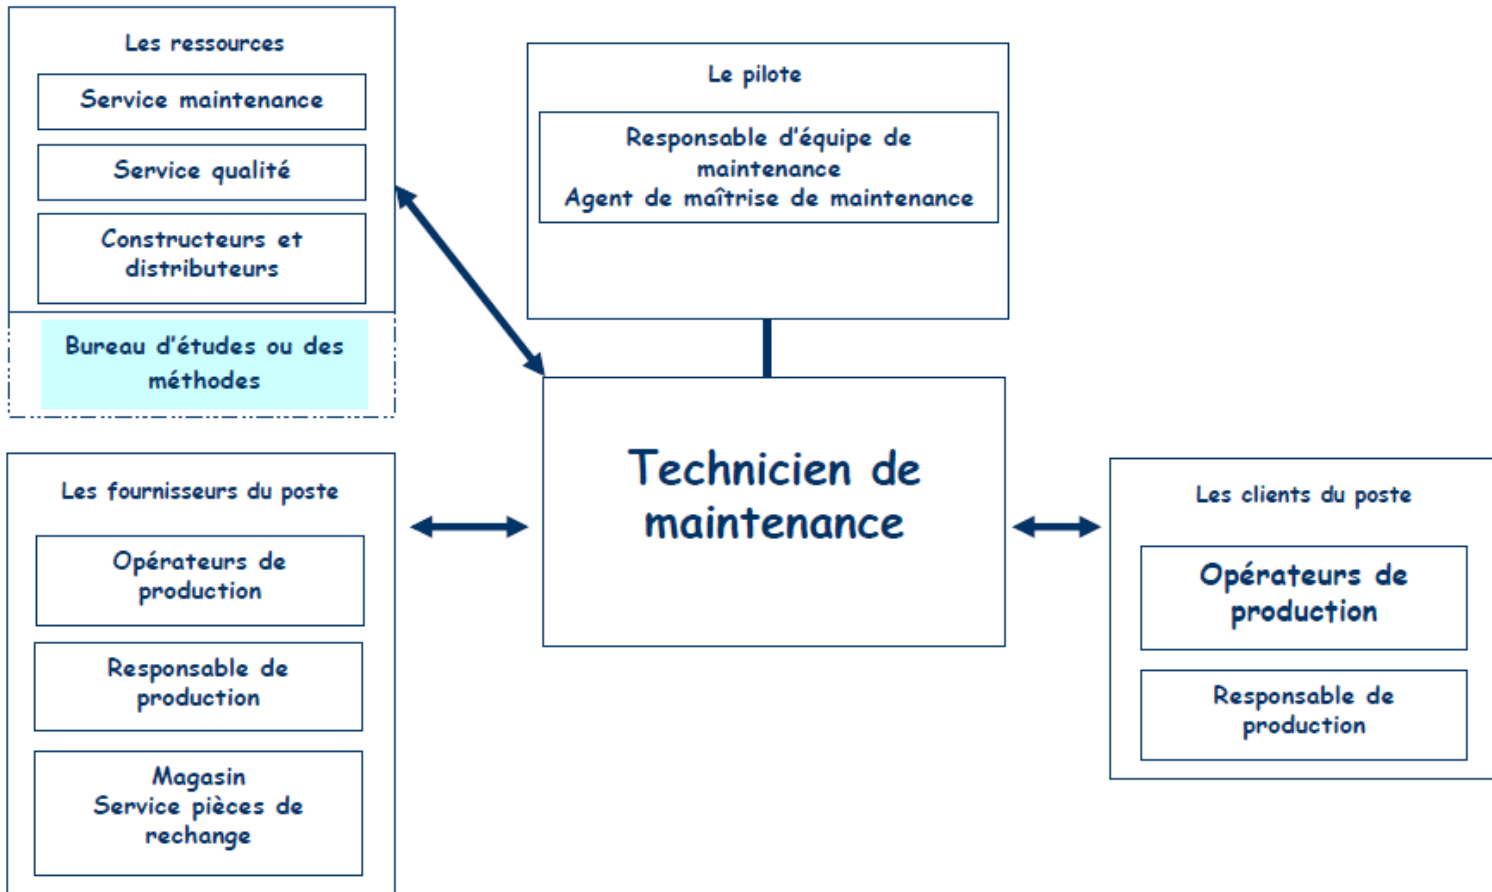 Les ressources
Service maintenance
Service qualité
Constructeurs et
distributeurs
Bureau d'études ou des
méthodes
Le pilote
Responsable d'équipe de
maintenance
Agent de maîtrise de maintenance
Technicien de
maintenance
Les fournisseurs du poste
Opérateurs de
production
Responsable de
production
Magasin
Service pièces de
rechange
Les clients du poste
Opérateurs de
production
Responsable de
production